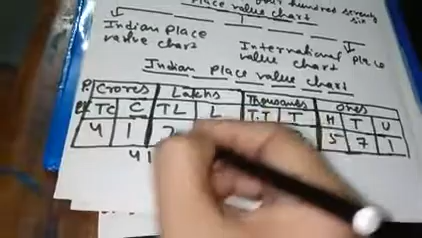 four hundred seventy
six
Place value chart
Indian place
value chart
International place
value chart
Indian place value chart
Crores Lakhs Thousands Ones
TC C TL L T.T T H T U
4 1 5 7 1
41